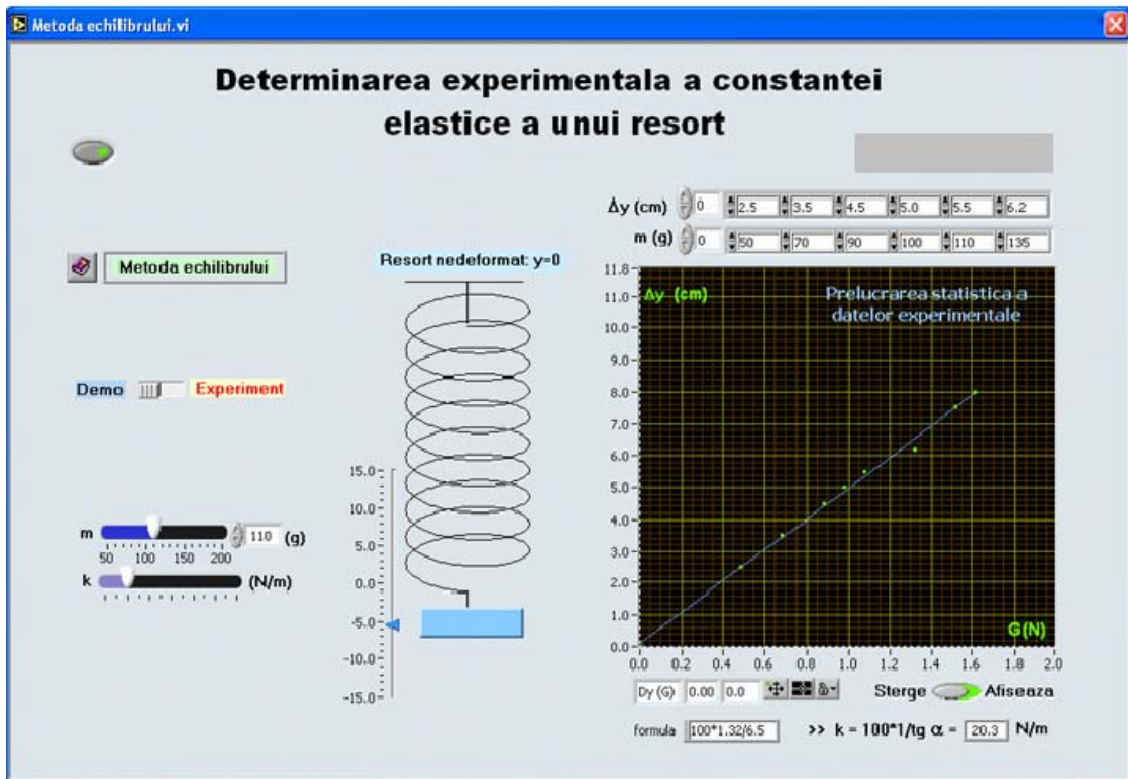 Metoda echilibrului.vi
Determinarea experimentala a constantei
elastice a unui resort
Δy (cm) 0 2.5 3.5 4.5 5.0 5.5 6.2
m (g) 0 50 70 90 100 110 135
Metoda echilibrului
Resort nedeformat: y=0
Demo Experiment
m 110 (g)
50 100 150 200
k (N/m)
15.0
10.0
5.0
0.0
-5.0
-10.0
-15.0
Δy (cm)
Prelucrarea statistica a
datelor experimentale
11.8
11.0
10.0
9.0
8.0
7.0
6.0
5.0
4.0
3.0
2.0
1.0
0.0
G(N)
0.0 0.2 0.4 0.6 0.8 1.0 1.2 1.4 1.6 1.8 2.0
Dy (G) 0.00 0.0
Sterge Afiseaza
formula 100*1.32/6.5 >> k = 100*1/tg α = 20.3 N/m